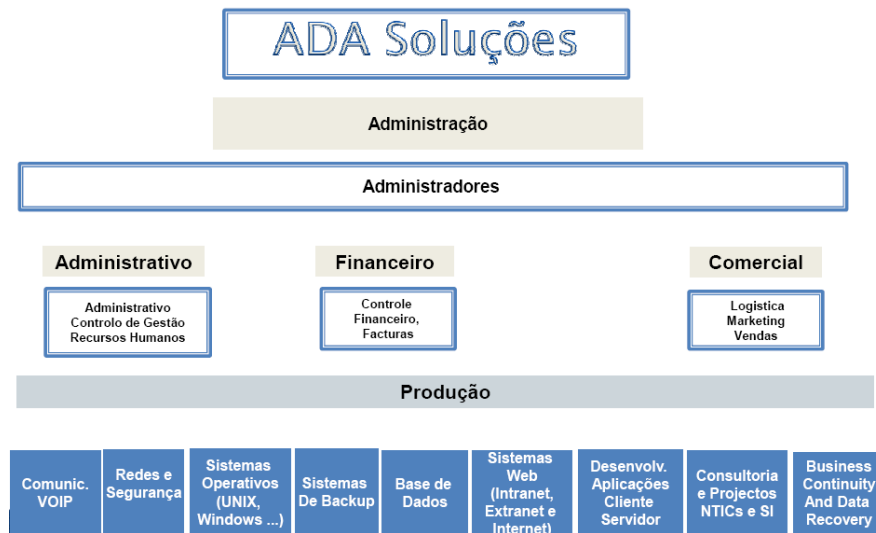 ADA Soluções
Administração
Administradores
Administrativo
Financeiro
Comercial
Administrativo
Controlo de Gestão
Recursos Humanos
Controle
Financeiro,
Facturas
Logistica
Marketing
Vendas
Produção
Comunic.
VOIP
Redes e
Segurança
Sistemas
Operativos
(UNIX,
Windows ...)
Sistemas
De Backup
Base de
Dados
Sistemas
Web
(Intranet,
Extranet e
Internet)
Desenvolv.
Aplicações
Cliente
Servidor
Consultoria
e Projectos
NTICs e SI
Business
Continuity
And Data
Recovery